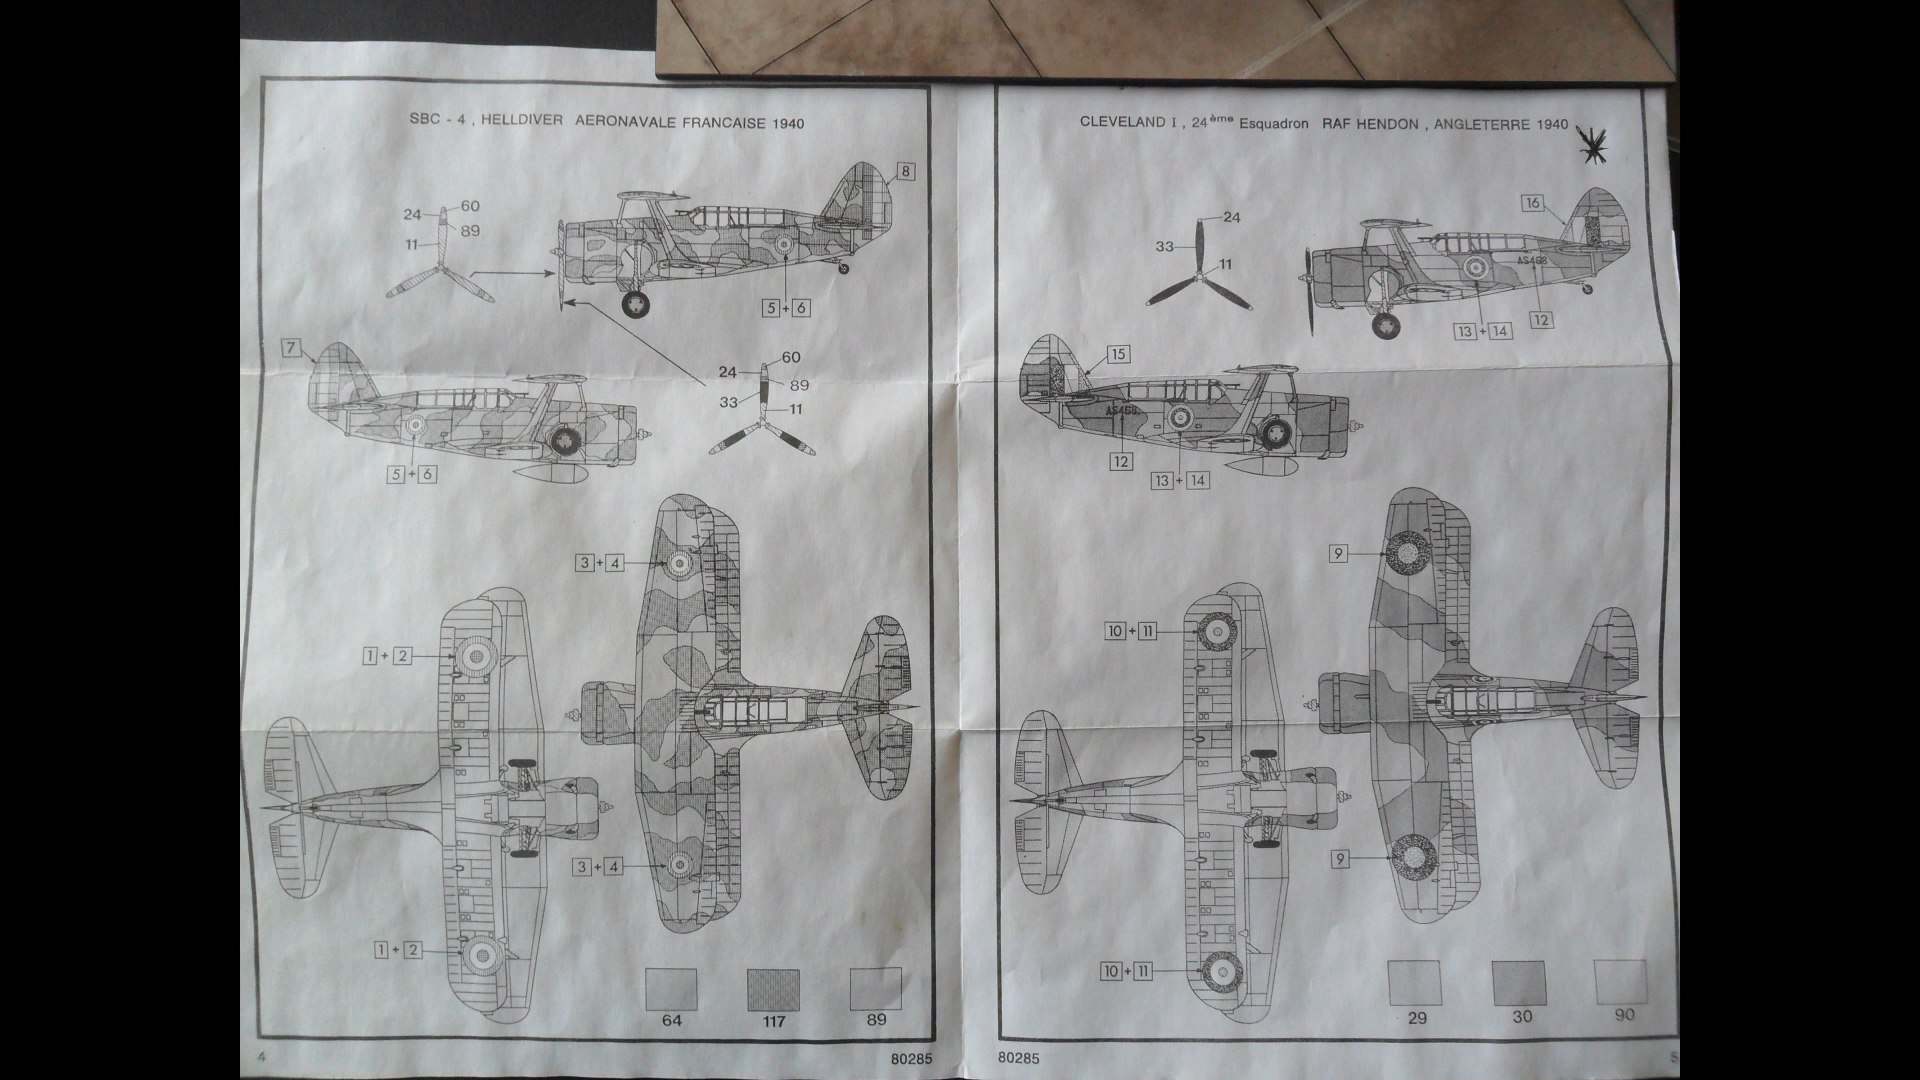 SBC - 4 , HELLDIVER AERONAVALE FRANCAISE 1940
8
60
24
89
11
5 + 6
7
60
24
89
33
11
5 + 6
3 + 4
1 + 2
3 + 4
1 + 2
64 117 89
4 80285
CLEVELAND I , 24ème Esquadron RAF HENDON , ANGLETERRE 1940
16
24
33
11
AS468
13 + 14
12
15
AS468
12
13 + 14
9
10 + 11
9
10 + 11
29 30 90
80285 5